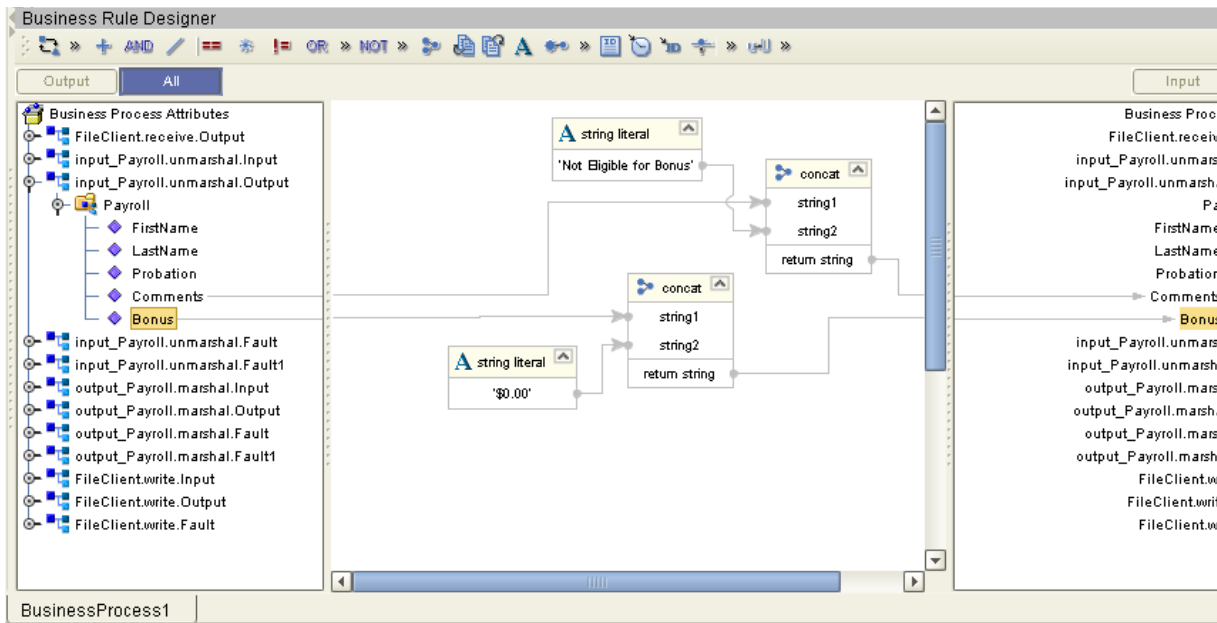 Business Rule Designer
» AND == != OR » NOT » A » ID ID » »
Output All Input
Business Process Attributes
FileClient.receive.Output
input_Payroll.unmarshal.Input
input_Payroll.unmarshal.Output
Payroll
FirstName
LastName
Probation
Comments
Bonus
input_Payroll.unmarshal.Fault
input_Payroll.unmarshal.Fault1
output_Payroll.marshal.Input
output_Payroll.marshal.Output
output_Payroll.marshal.Fault
output_Payroll.marshal.Fault1
FileClient.write.Input
FileClient.write.Output
FileClient.write.Fault
A string literal
'Not Eligible for Bonus'
concat
string1
string2
return string
concat
string1
string2
return string
A string literal
'$0.00'
Business Proc
FileClient.receiv
input_Payroll.unmars
input_Payroll.unmarsh
Pa
FirstName
LastName
Probation
Comments
Bonus
input_Payroll.unmars
input_Payroll.unmarsh
output_Payroll.mars
output_Payroll.marsh
output_Payroll.mars
output_Payroll.marsh
FileClient.w
FileClient.writ
FileClient.w
BusinessProcess1